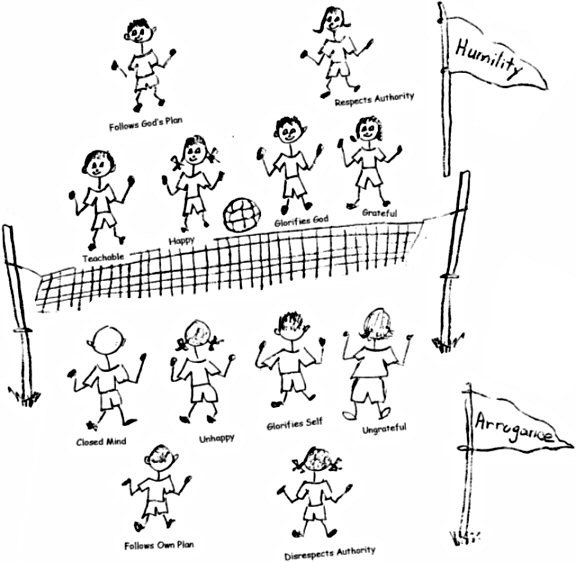 Humility
Follows God's Plan
Respects Authority
Teachable
Happy
Glorifies God
Grateful
Closed Mind
Unhappy
Glorifies Self
Ungrateful
Arrogance
Follows Own Plan
Disrespects Authority